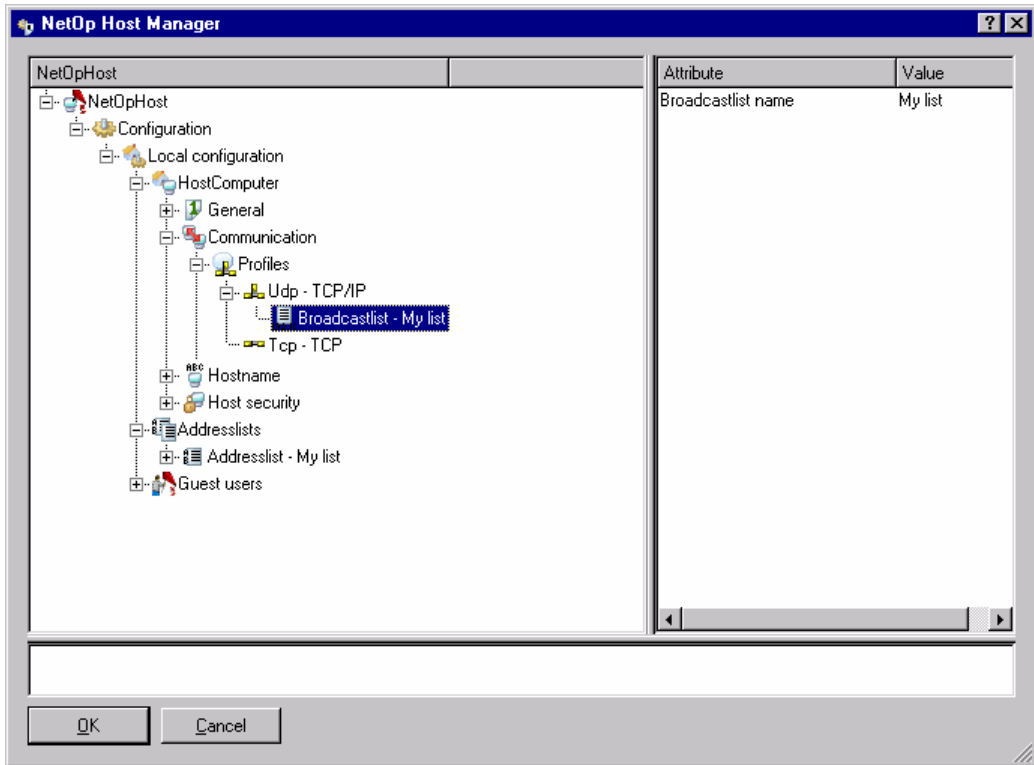 NetOp Host Manager
NetOpHost
Attribute Value
NetOpHost
Broadcastlist name My list
Configuration
Local configuration
HostComputer
General
Communication
Profiles
Udp - TCP/IP
Broadcastlist - My list
Tcp - TCP
ABC
Hostname
Host security
Addresslists
Addresslist - My list
Guest users
OK Cancel